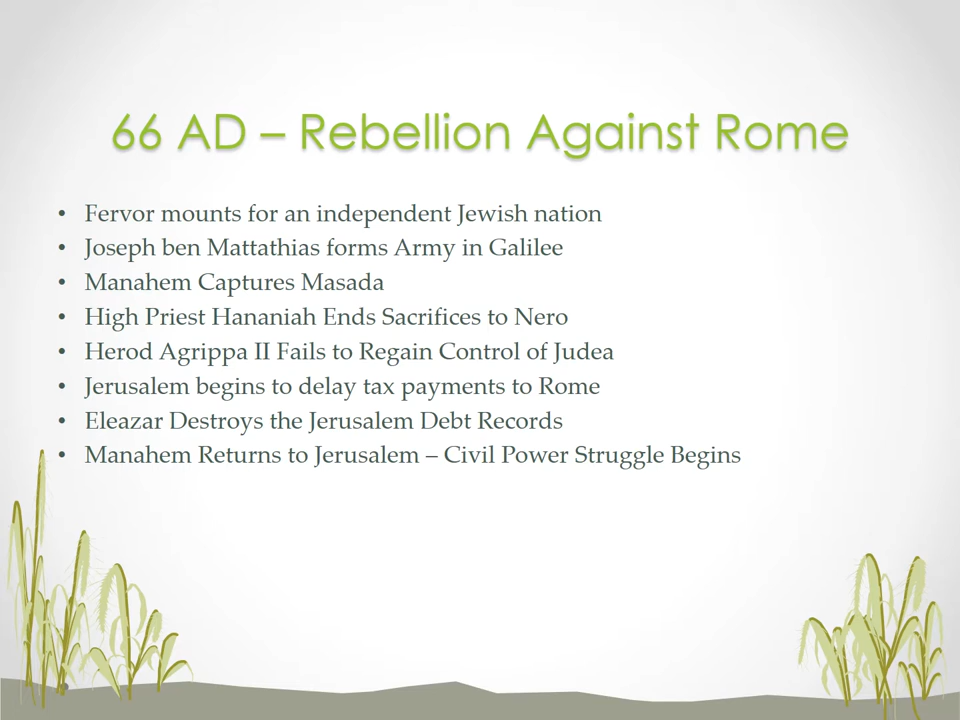 66 AD – Rebellion Against Rome
• Fervor mounts for an independent Jewish nation
• Joseph ben Mattathias forms Army in Galilee
• Manahem Captures Masada
• High Priest Hananiah Ends Sacrifices to Nero
• Herod Agrippa II Fails to Regain Control of Judea
• Jerusalem begins to delay tax payments to Rome
• Eleazar Destroys the Jerusalem Debt Records
• Manahem Returns to Jerusalem – Civil Power Struggle Begins